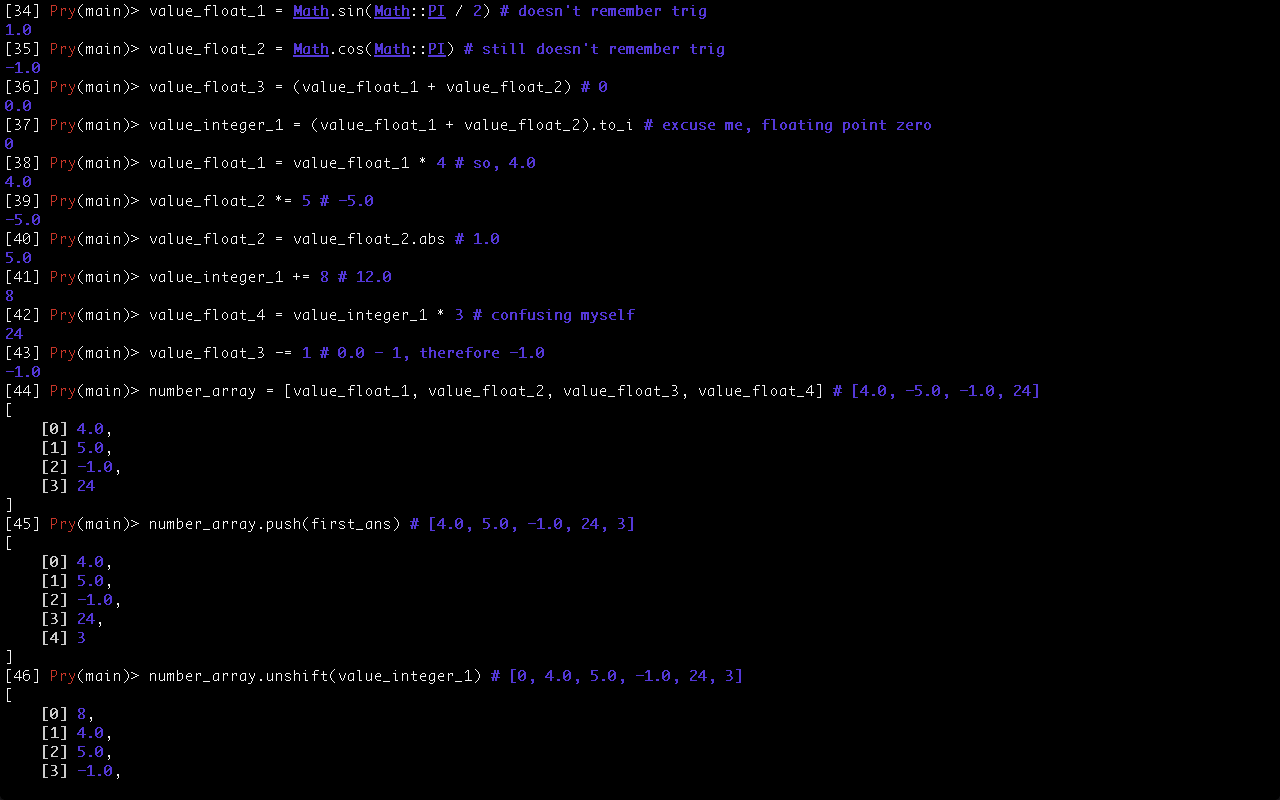 [34] Pry(main)> value_float_1 = Math.sin(Math::PI / 2) # doesn't remember trig
1.0
[35] Pry(main)> value_float_2 = Math.cos(Math::PI) # still doesn't remember trig
-1.0
[36] Pry(main)> value_float_3 = (value_float_1 + value_float_2) # 0
0.0
[37] Pry(main)> value_integer_1 = (value_float_1 + value_float_2).to_i # excuse me, floating point zero
0
[38] Pry(main)> value_float_1 = value_float_1 * 4 # so, 4.0
4.0
[39] Pry(main)> value_float_2 *= 5 # -5.0
-5.0
[40] Pry(main)> value_float_2 = value_float_2.abs # 1.0
5.0
[41] Pry(main)> value_integer_1 += 8 # 12.0
8
[42] Pry(main)> value_float_4 = value_integer_1 * 3 # confusing myself
24
[43] Pry(main)> value_float_3 -= 1 # 0.0 - 1, therefore -1.0
-1.0
[44] Pry(main)> number_array = [value_float_1, value_float_2, value_float_3, value_float_4] # [4.0, -5.0, -1.0, 24]
[
    [0] 4.0,
    [1] 5.0,
    [2] -1.0,
    [3] 24
]
[45] Pry(main)> number_array.push(first_ans) # [4.0, 5.0, -1.0, 24, 3]
[
    [0] 4.0,
    [1] 5.0,
    [2] -1.0,
    [3] 24,
    [4] 3
]
[46] Pry(main)> number_array.unshift(value_integer_1) # [0, 4.0, 5.0, -1.0, 24, 3]
[
    [0] 8,
    [1] 4.0,
    [2] 5.0,
    [3] -1.0,